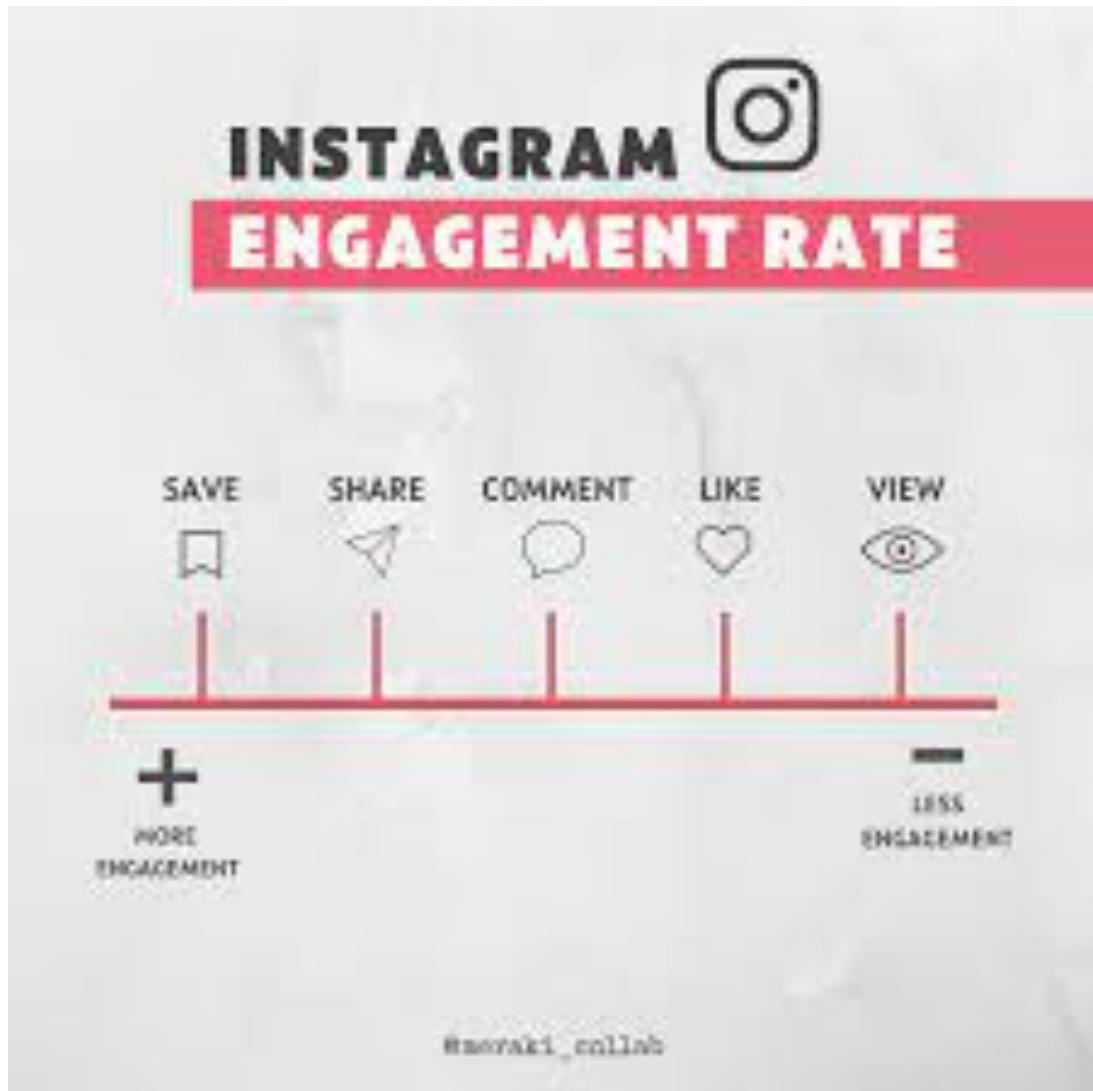 INSTAGRAM
ENGAGEMENT RATE
SAVE SHARE COMMENT LIKE VIEW
MORE
ENGAGEMENT
LESS
ENGAGEMENT
@meraki_collab